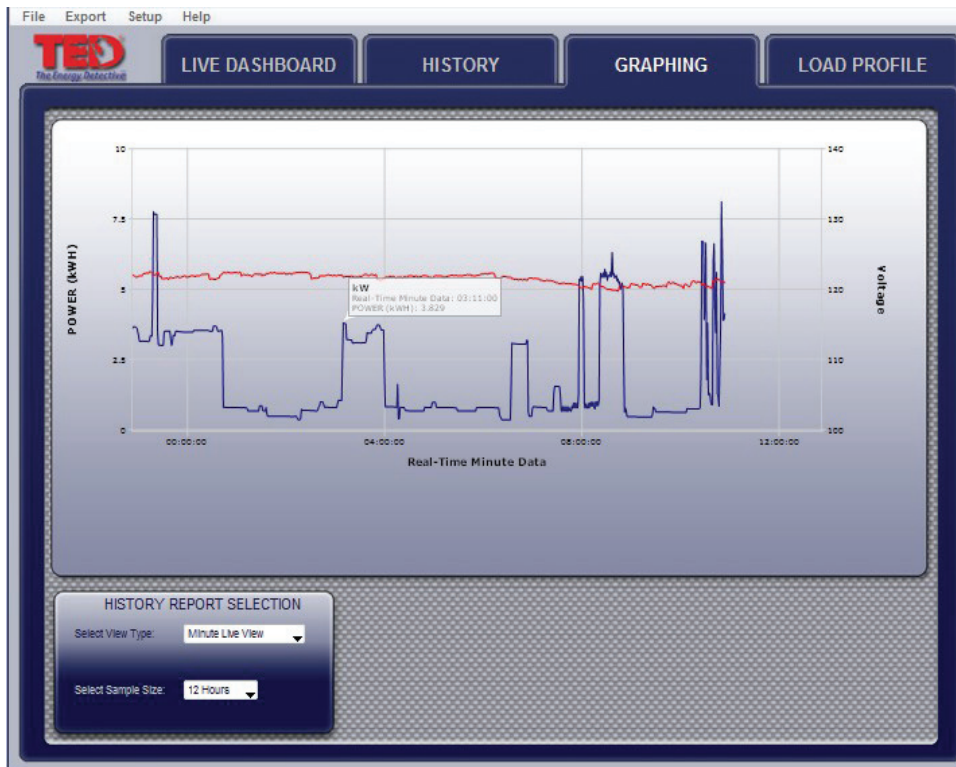 File Export Setup Help
TED
The Energy Detective
LIVE DASHBOARD HISTORY GRAPHING LOAD PROFILE
10 140
7.5 130
5 120
2.5 110
0 100
POWER (kWH)
Voltage
kW
Real-Time Minute Data: 03:11:00
POWER (kWH): 3.829
00:00:00 04:00:00 08:00:00 12:00:00
Real-Time Minute Data
HISTORY REPORT SELECTION
Select View Type: Minute Live View
Select Sample Size: 12 Hours